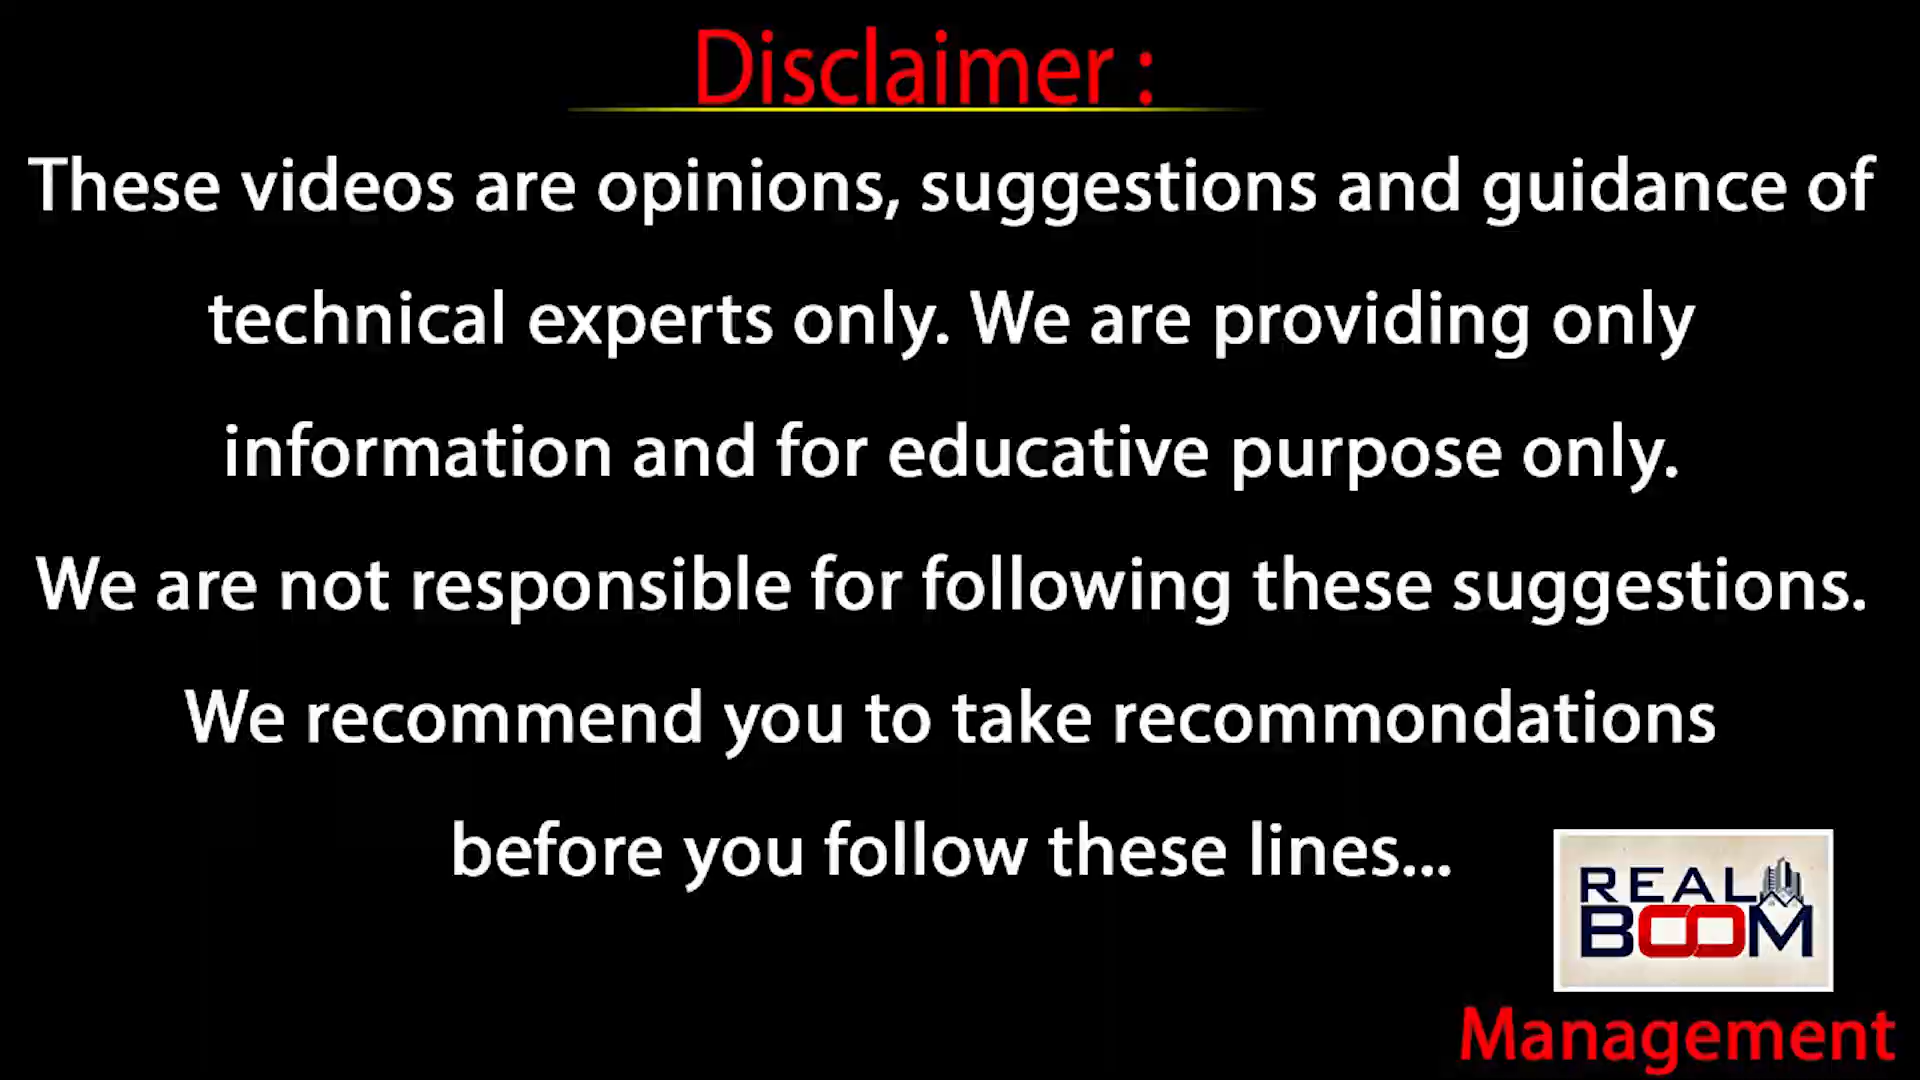 Disclaimer :
These videos are opinions, suggestions and guidance of
technical experts only. We are providing only
information and for educative purpose only.
We are not responsible for following these suggestions.
We recommend you to take recommondations
before you follow these lines...
REAL
BOOM
Management